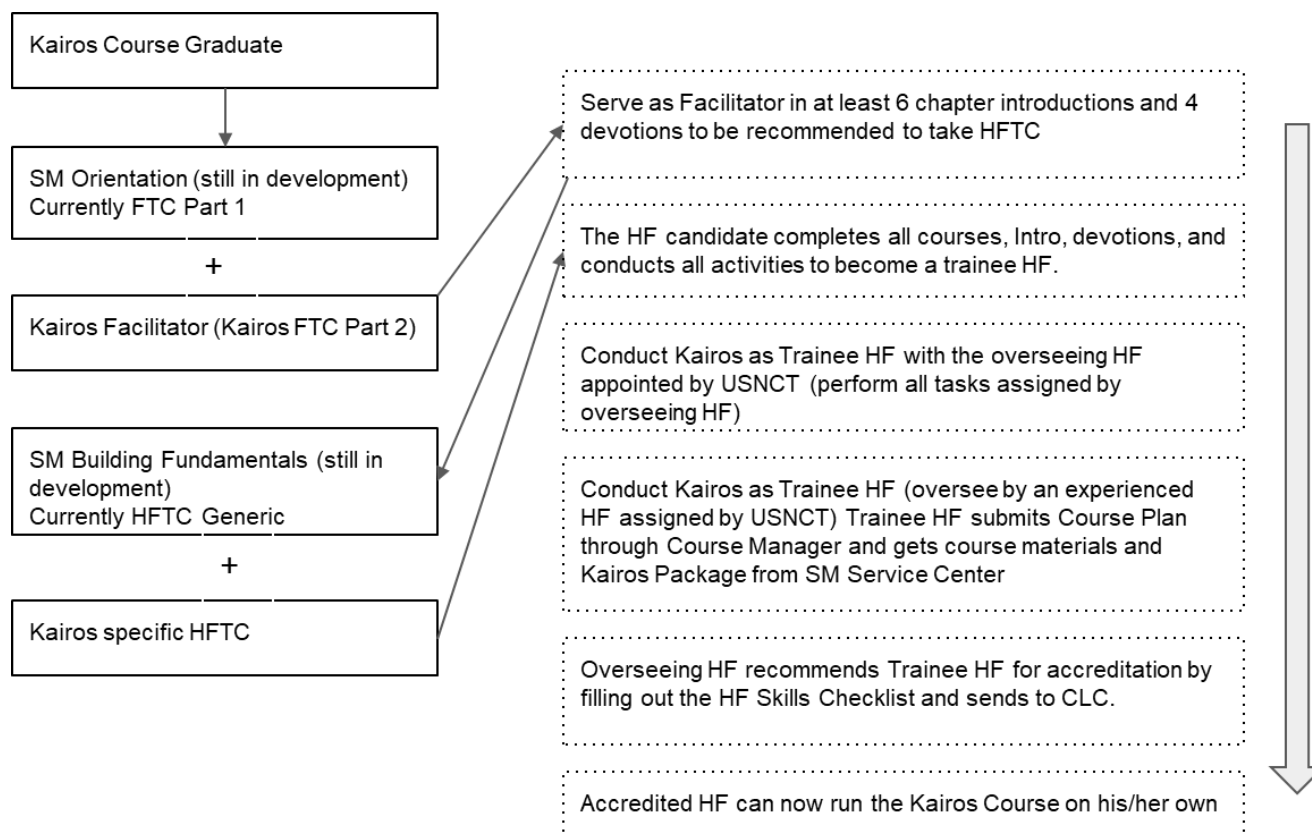 Kairos Course Graduate
SM Orientation (still in development)
Currently FTC Part 1
+
Kairos Facilitator (Kairos FTC Part 2)
SM Building Fundamentals (still in
development)
Currently HFTC Generic
+
Kairos specific HFTC
Serve as Facilitator in at least 6 chapter introductions and 4
devotions to be recommended to take HFTC
The HF candidate completes all courses, Intro, devotions, and
conducts all activities to become a trainee HF.
Conduct Kairos as Trainee HF with the overseeing HF
appointed by USNCT (perform all tasks assigned by
overseeing HF)
Conduct Kairos as Trainee HF (oversee by an experienced
HF assigned by USNCT) Trainee HF submits Course Plan
through Course Manager and gets course materials and
Kairos Package from SM Service Center
Overseeing HF recommends Trainee HF for accreditation by
filling out the HF Skills Checklist and sends to CLC.
Accredited HF can now run the Kairos Course on his/her own